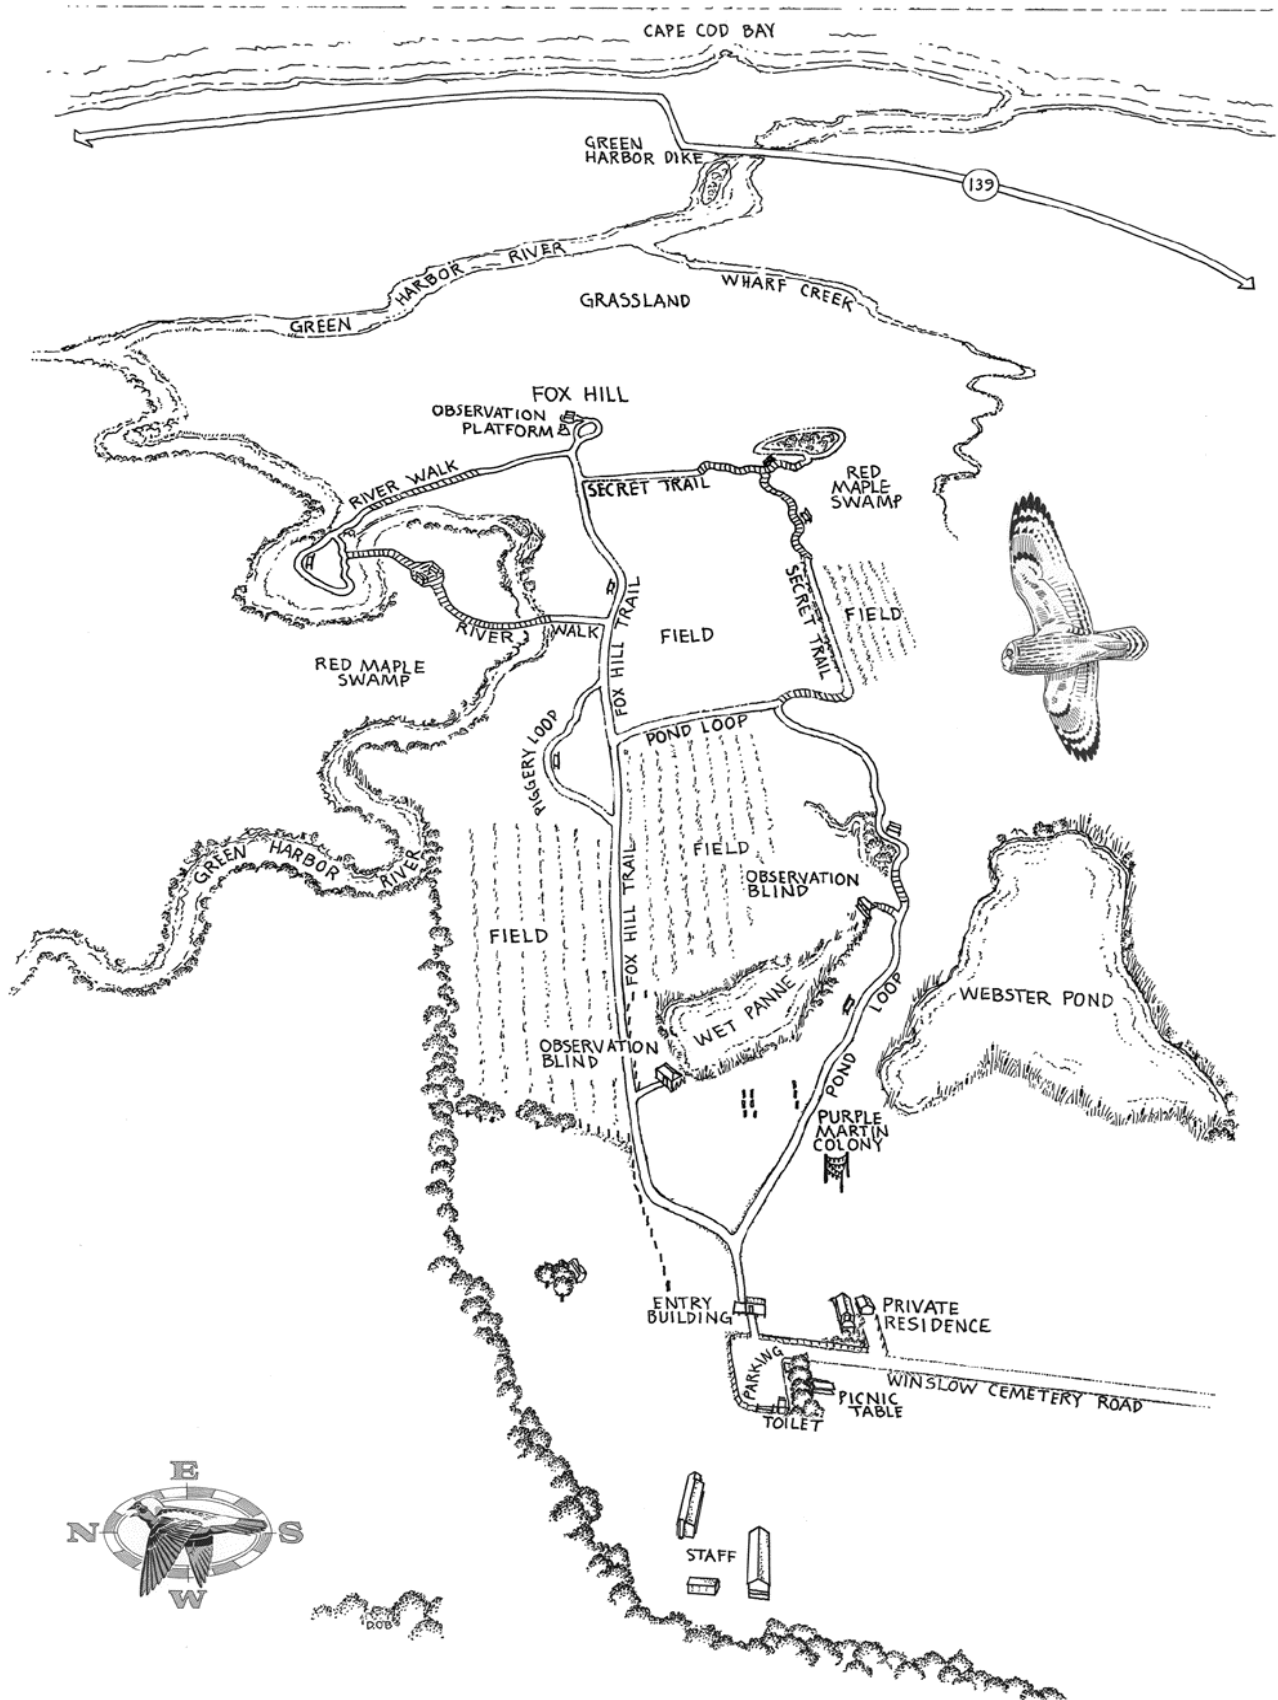 CAPE COD BAY
GREEN
HARBOR DIKE
139
GREEN HARBOR RIVER
WHARF CREEK
GRASSLAND
FOX HILL
OBSERVATION
PLATFORM
RIVER WALK
SECRET TRAIL
RED
MAPLE
SWAMP
SECRET TRAIL
FIELD
FIELD
FOX HILL TRAIL
RIVER WALK
RED MAPLE
SWAMP
PIGGERY LOOP
POND LOOP
GREEN HARBOR RIVER
FIELD
OBSERVATION
BLIND
FOX HILL TRAIL
FIELD
WET PANNE
WEBSTER POND
POND LOOP
OBSERVATION
BLIND
PURPLE
MARTIN
COLONY
ENTRY
BUILDING
PRIVATE
RESIDENCE
PARKING
WINSLOW CEMETERY ROAD
PICNIC
TABLE
TOILET
E
N S
W
STAFF
DOB